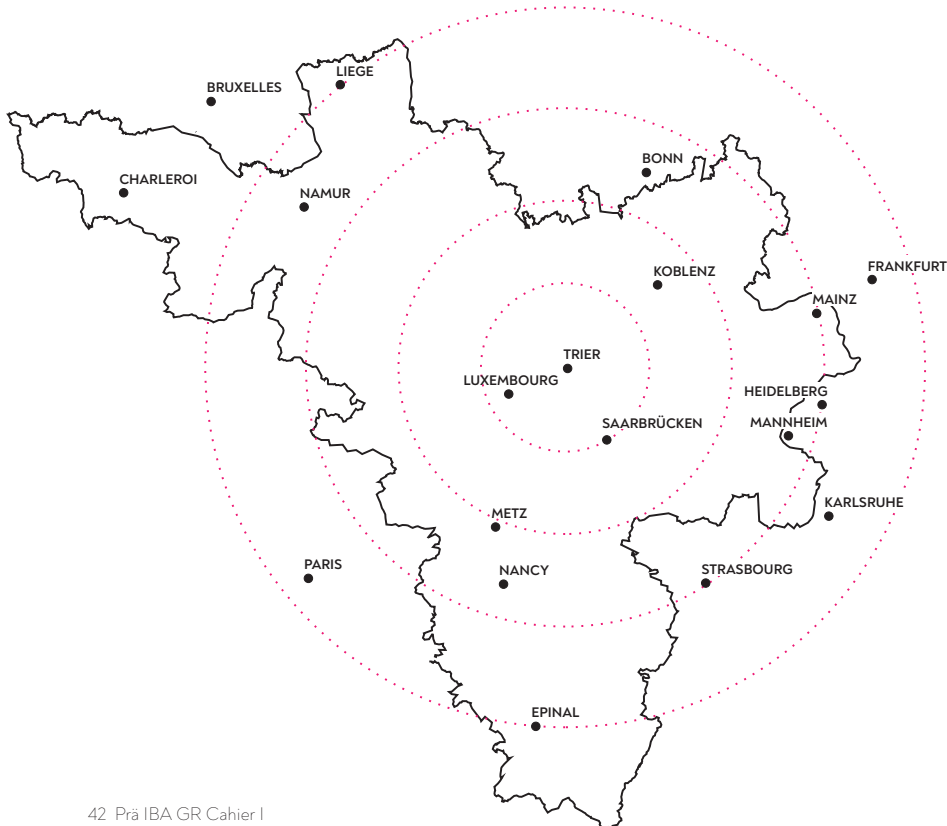 LIEGE
BRUXELLES
BONN
CHARLEROI
NAMUR
FRANKFURT
KOBLENZ
MAINZ
TRIER
LUXEMBOURG
HEIDELBERG
SAARBRÜCKEN
MANNHEIM
KARLSRUHE
METZ
PARIS
NANCY
STRASBOURG
EPINAL
42 Prä IBA GR Cahier I